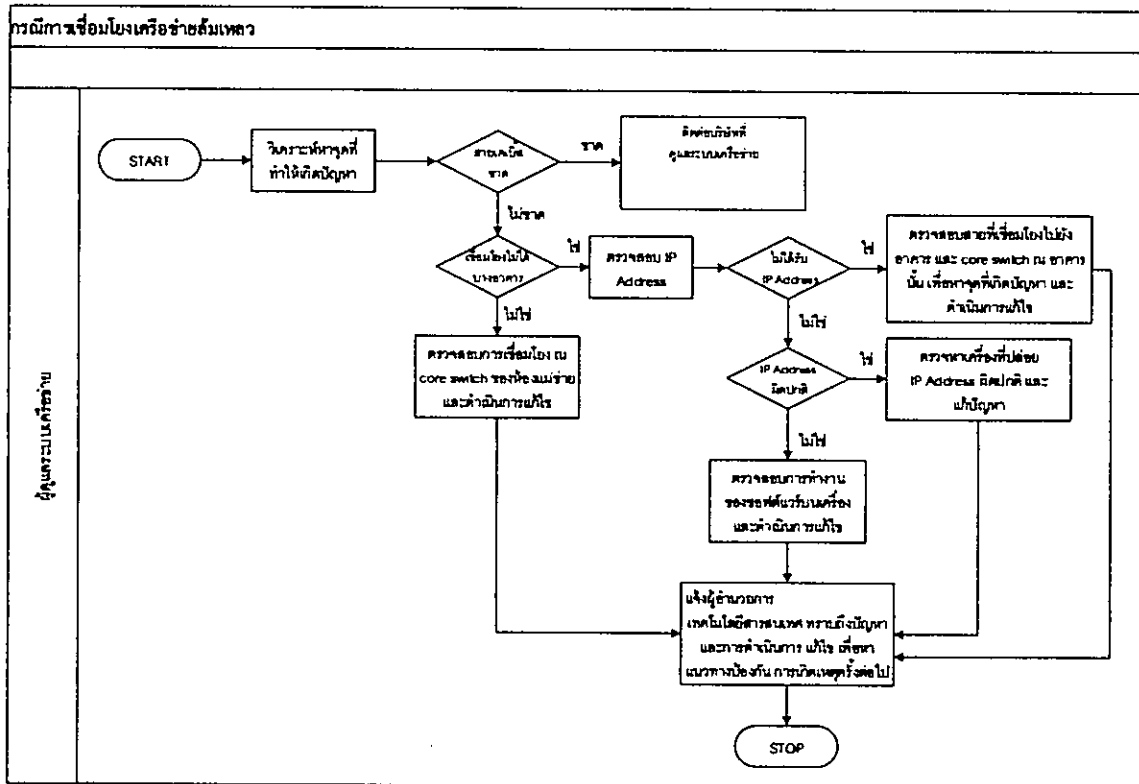 กรณีการเชื่อมโยงเครือข่ายล้มเหลว
ผู้ดูแลระบบเครือข่าย
START
วิเคราะห์หาจุดที่
ทำให้เกิดปัญหา
สายเคเบิ้ล
ขาด
ขาด
ติดต่อบริษัทที่
ดูแลระบบเครือข่าย
ไม่ขาด
เชื่อมโยงไม่ได้
บางอาคาร
ใช่
ตรวจสอบ IP
Address
ไม่ได้รับ
IP Address
ใช่
ตรวจสอบสายที่เชื่อมโยงไปยัง
อาคาร และ core switch ณ อาคาร
นั้น เพื่อหาจุดที่เกิดปัญหา และ
ดำเนินการแก้ไข
ไม่ใช่
ตรวจสอบการเชื่อมโยง ณ
core switch ของห้องแม่ข่าย
และดำเนินการแก้ไข
ไม่ใช่
IP Address
ผิดปกติ
ใช่
ตรวจหาเครื่องที่ปล่อย
IP Address ผิดปกติ และ
แก้ปัญหา
ไม่ใช่
ตรวจสอบการทำงาน
ของซอฟต์แวร์บนเครื่อง
และดำเนินการแก้ไข
แจ้งผู้อำนวยการ
เทคโนโลยีสารสนเทศ ทราบถึงปัญหา
และการดำเนินการ แก้ไข เพื่อหา
แนวทางป้องกัน การเกิดเหตุครั้งต่อไป
STOP